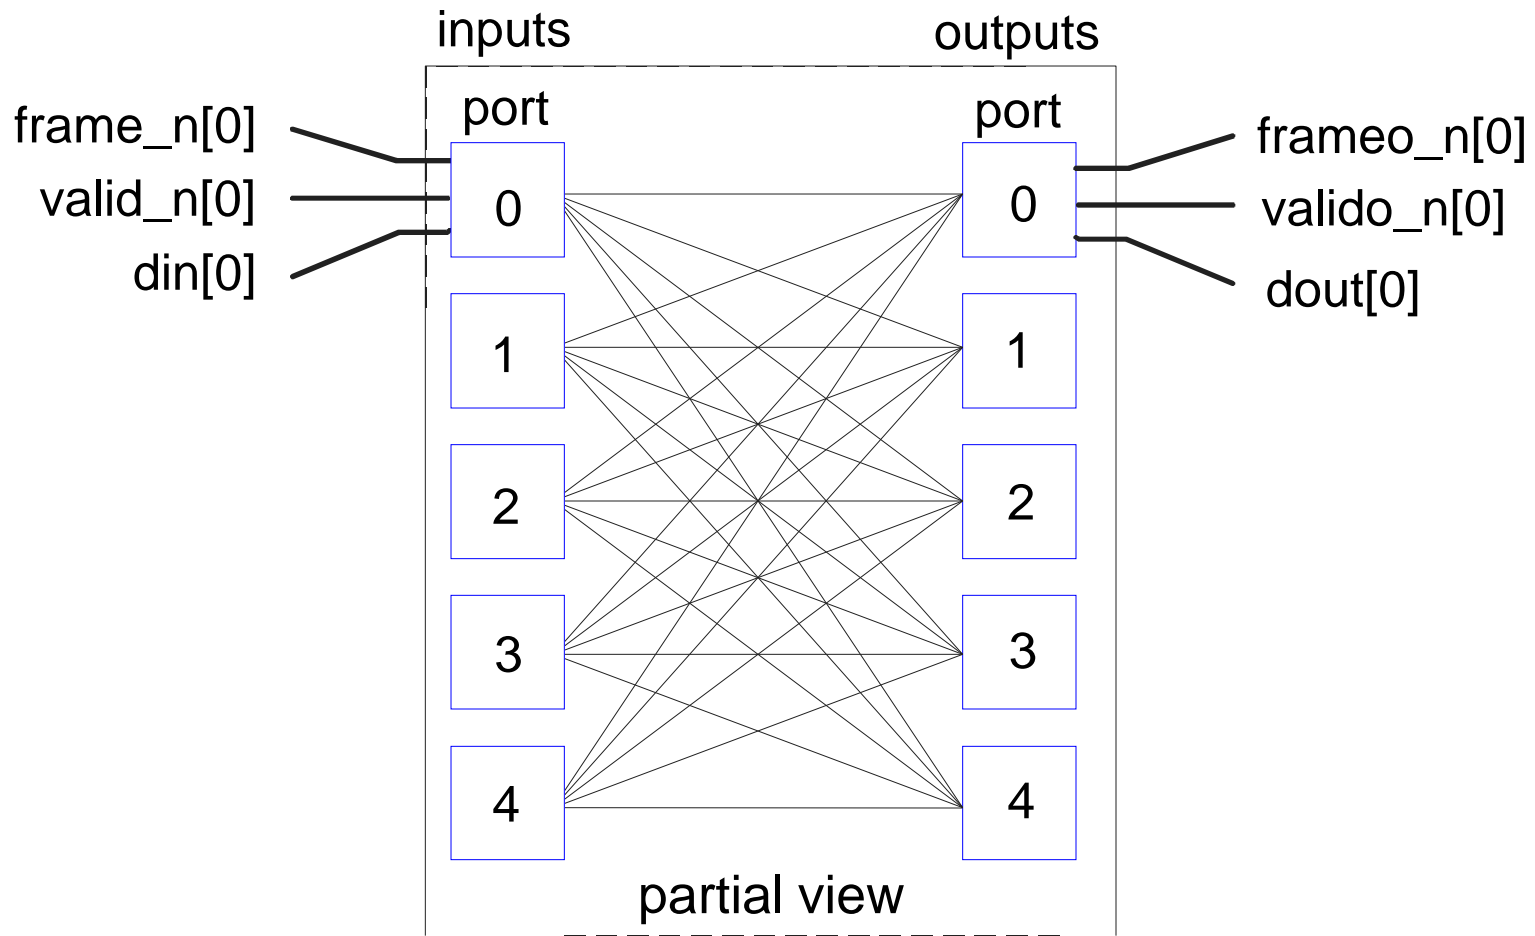 inputs
outputs
port
port
frame_n[0]
valid_n[0]
din[0]
frameo_n[0]
valido_n[0]
dout[0]
0
0
1
1
2
2
3
3
4
4
partial view